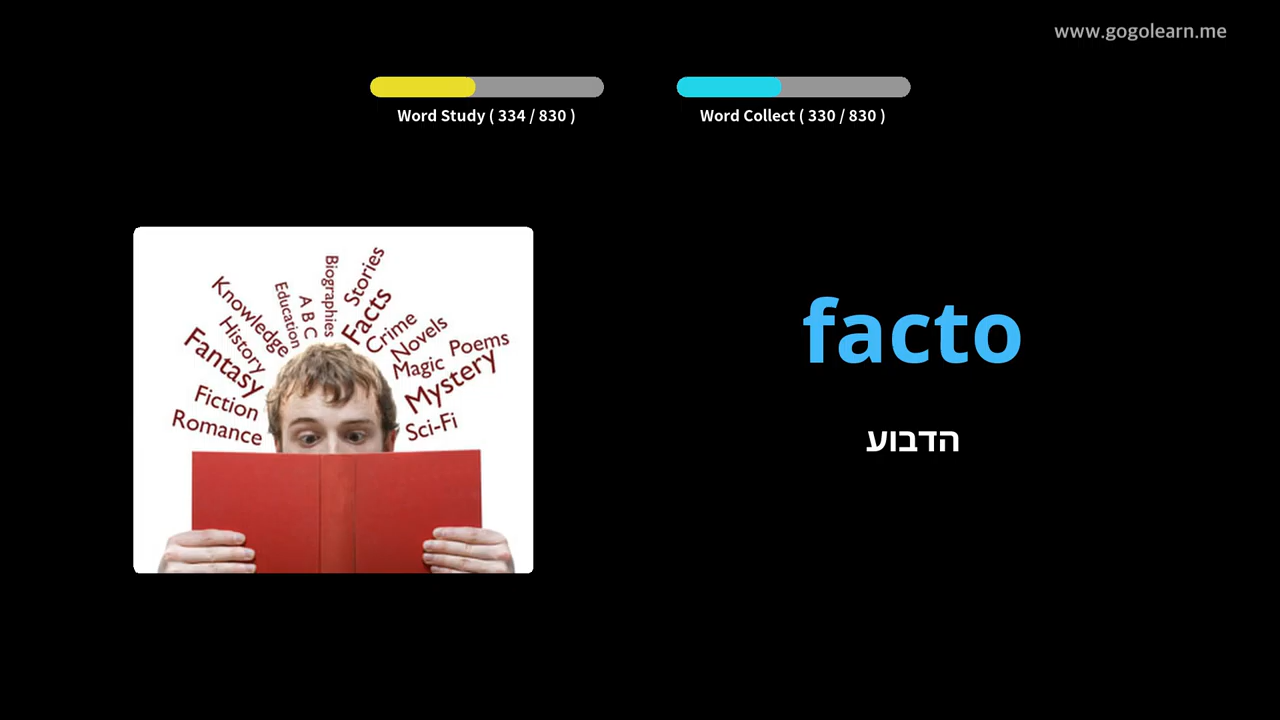 www.gogolearn.me
Word Study ( 334 / 830 )
Word Collect ( 330 / 830 )
Stories
Biographies
Facts
A B C
Education
Knowledge
Crime
History
Novels
Poems
Fantasy
Magic
Mystery
Fiction
Sci-Fi
Romance
facto
הדבוע